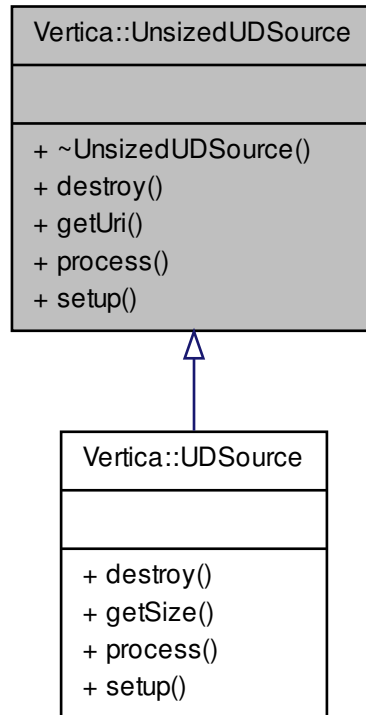 Vertica::UnsizedUDSource
+ ~UnsizedUDSource()
+ destroy()
+ getUri()
+ process()
+ setup()
Vertica::UDSource
+ destroy()
+ getSize()
+ process()
+ setup()